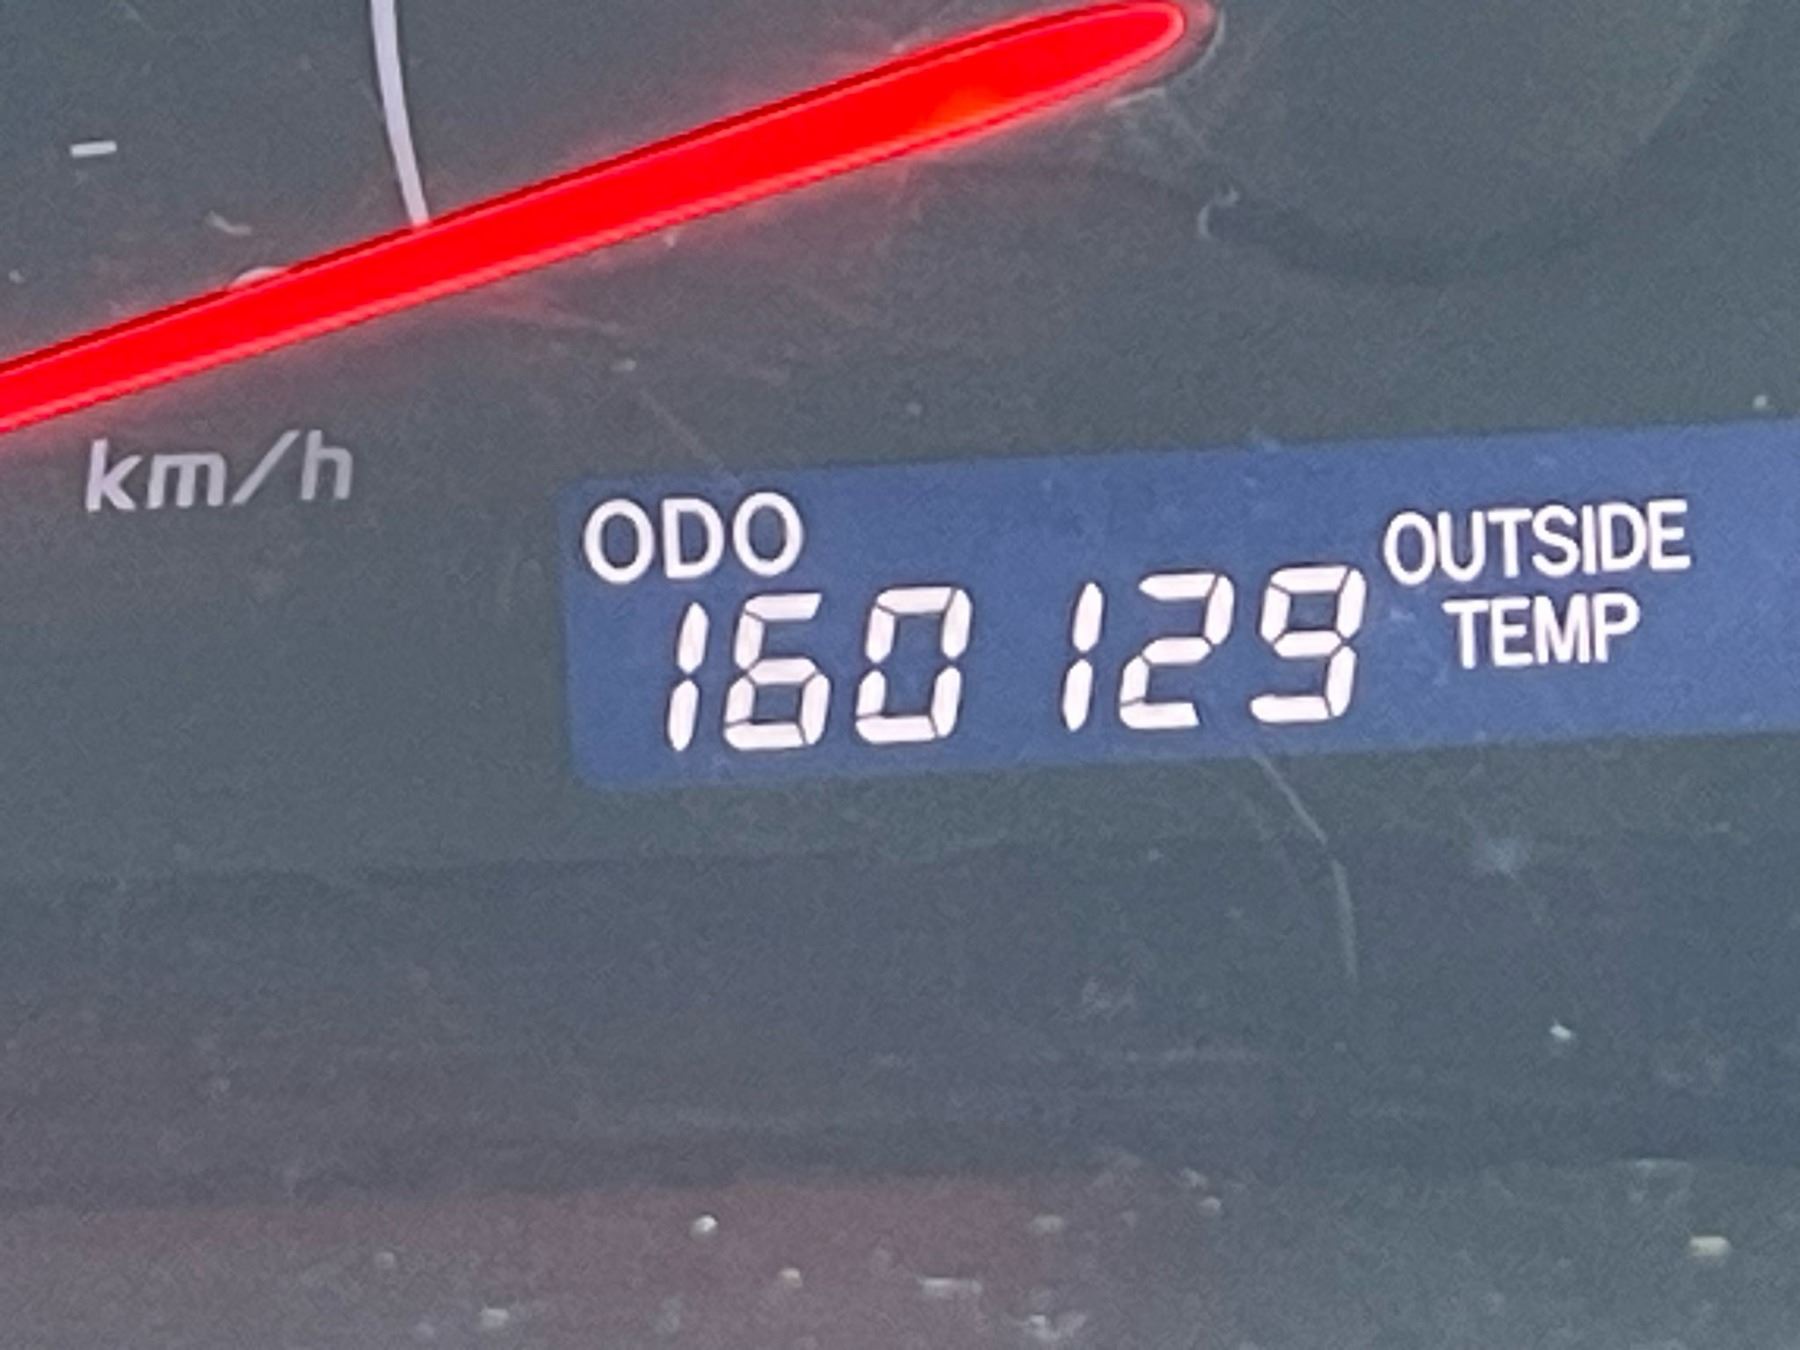 km/h
ODO
160129
OUTSIDE
TEMP